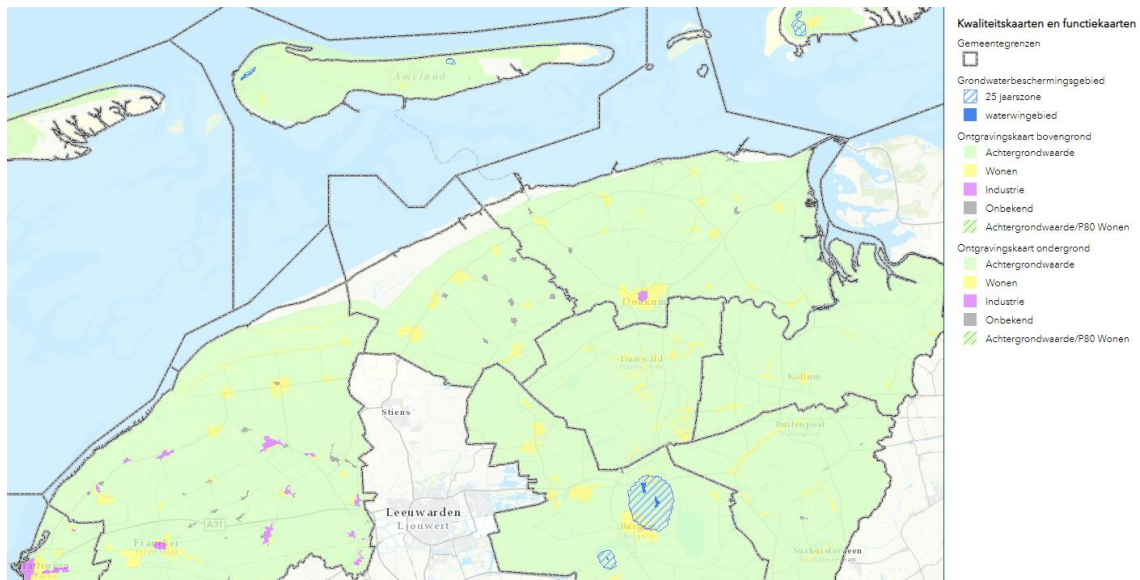 Ameland
Dokkum
Damwâld
Kollum
Buitenpost
Stiens
Leeuwarden
Ljouwert
A31
Franeker
Surhuisterveen
Kwaliteitskaarten en functiekaarten
Gemeentegrenzen
Grondwaterbeschermingsgebied
25 jaarszone
waterwingebied
Ontgravingskaart bovengrond
Achtergrondwaarde
Wonen
Industrie
Onbekend
Achtergrondwaarde/P80 Wonen
Ontgravingskaart ondergrond
Achtergrondwaarde
Wonen
Industrie
Onbekend
Achtergrondwaarde/P80 Wonen